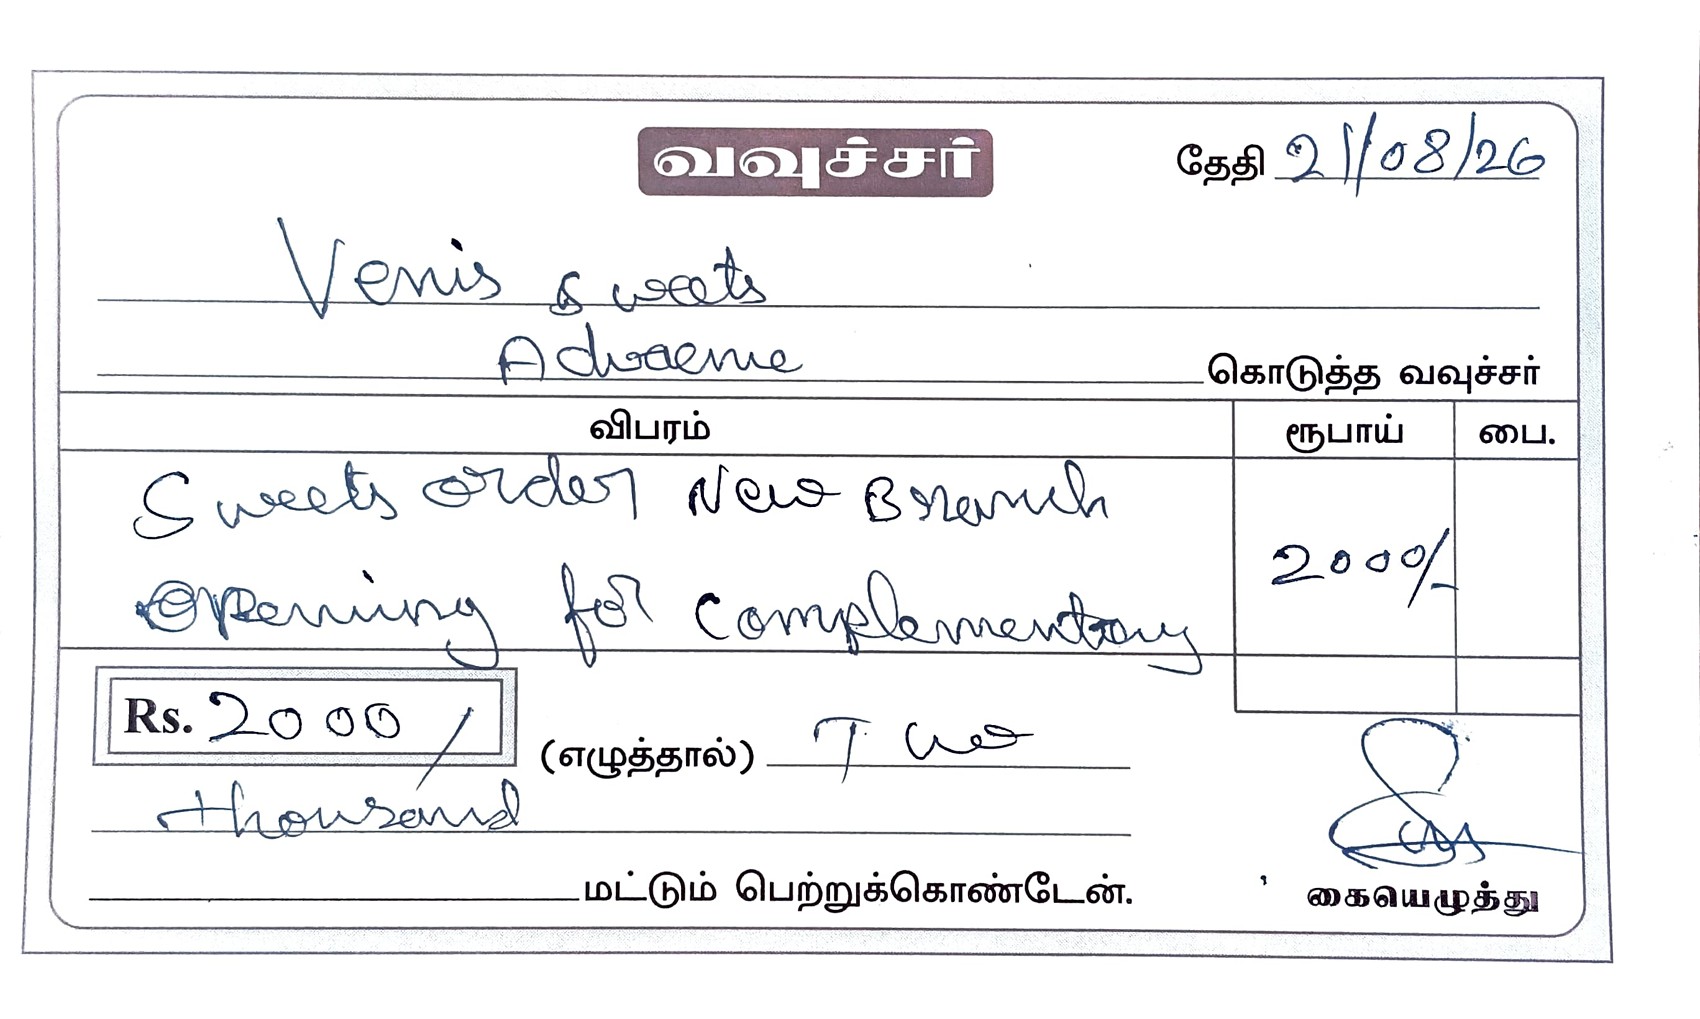 வவுச்சர்
தேதி 21/08/26
Venis sweets
கொடுத்த வவுச்சர்
விபரம் ரூபாய் பை.
Sweets order New Branch
opening for complementary
2000/-
Rs. 2000/
(எழுத்தால்) Two
thousand
மட்டும் பெற்றுக்கொண்டேன்.
கையெழுத்து